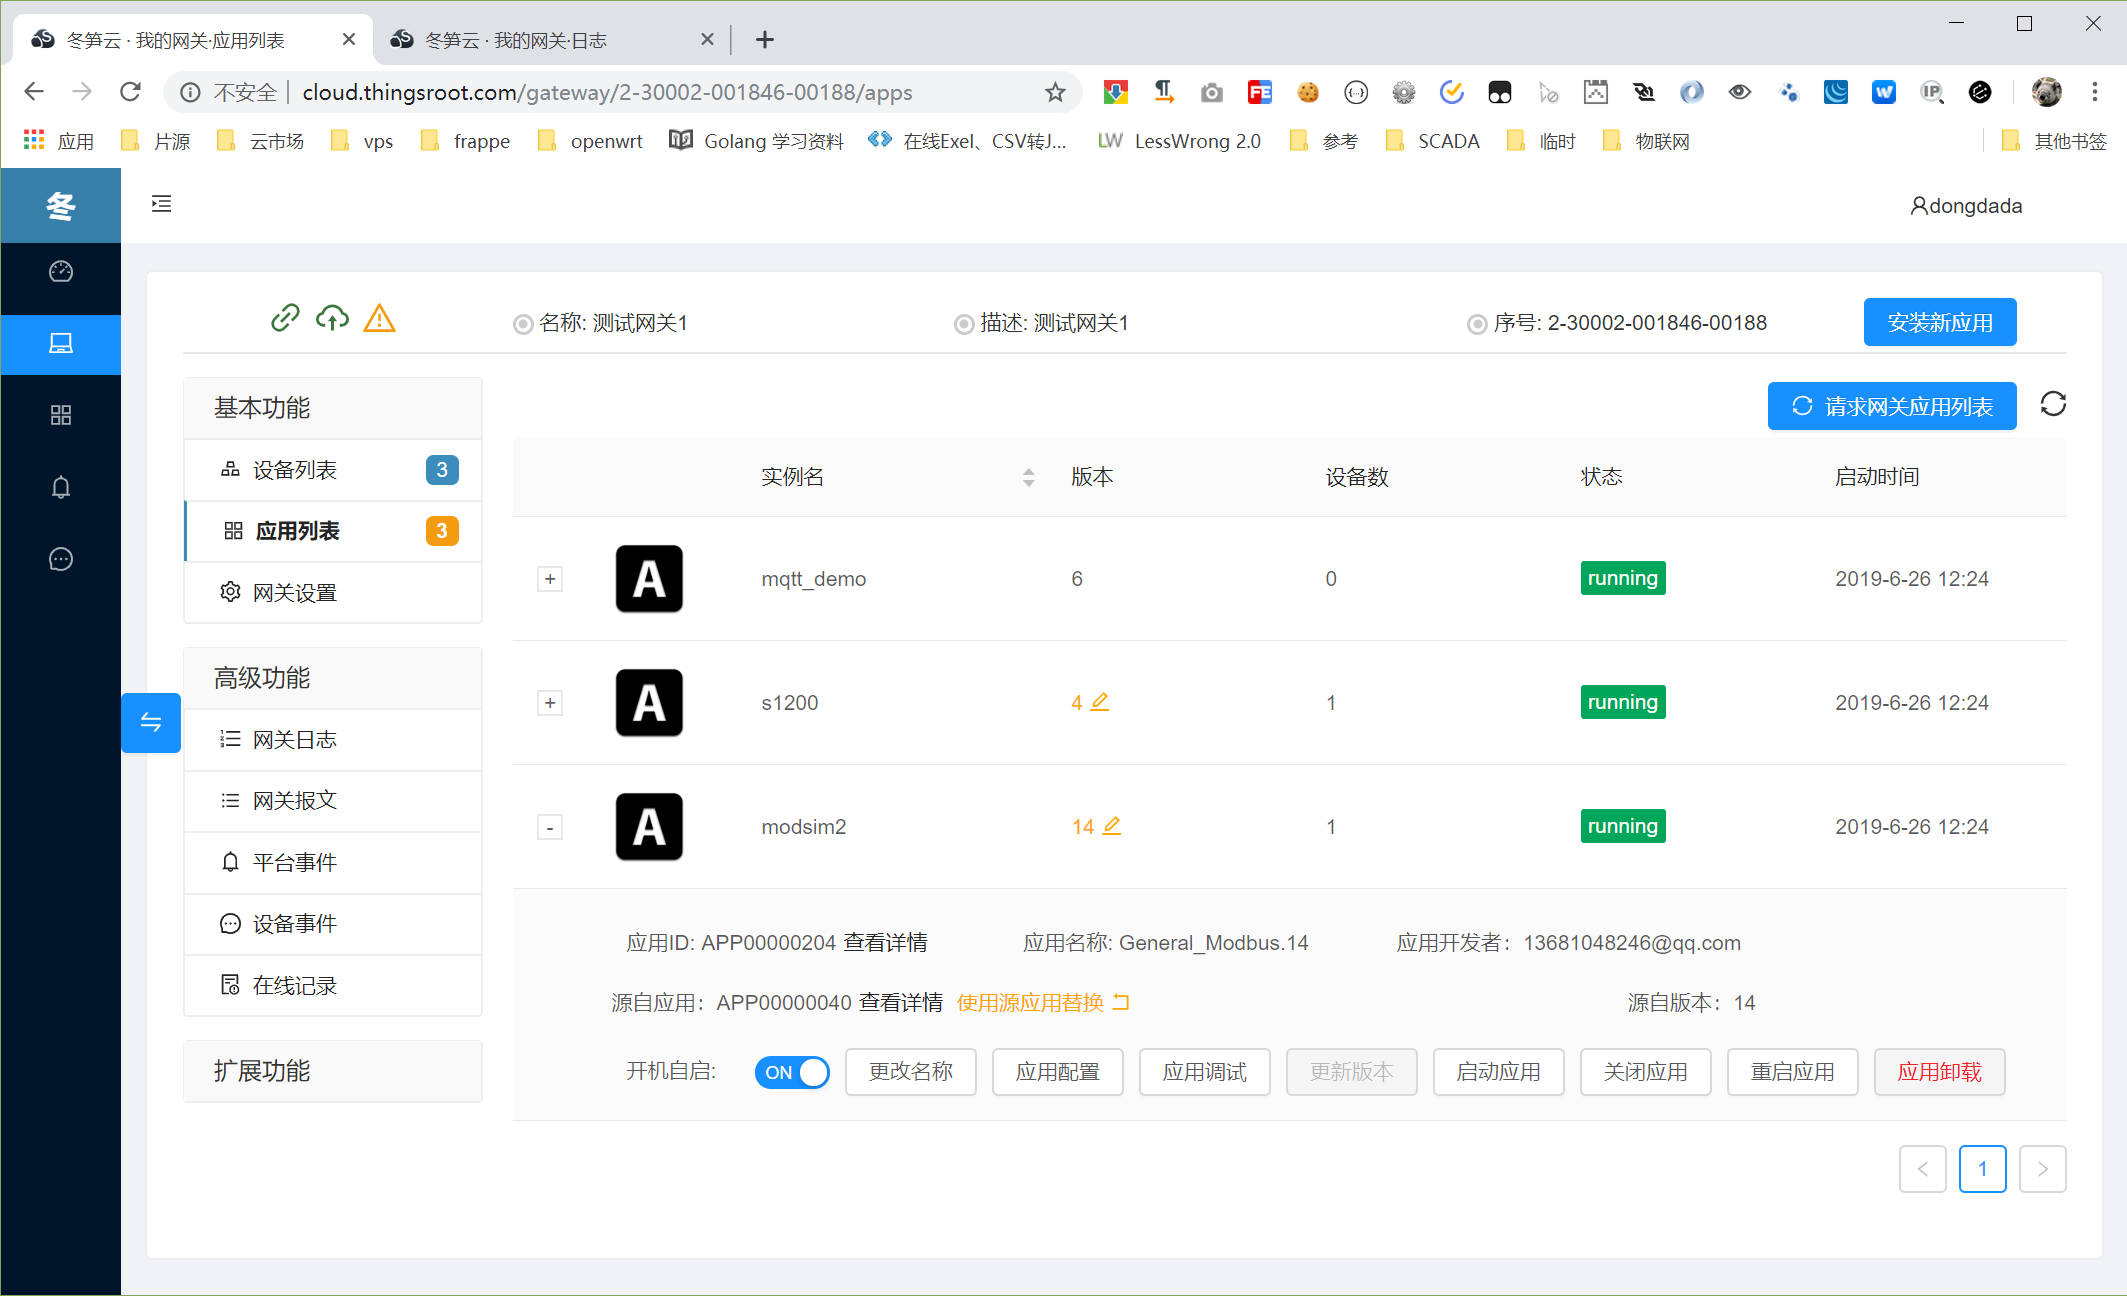 冬笋云 · 我的网关·应用列表
冬笋云 · 我的网关·日志
不安全 cloud.thingsroot.com/gateway/2-30002-001846-00188/apps
应用 片源 云市场 vps frappe openwrt Golang 学习资料 在线Exel、CSV转J... LW LessWrong 2.0 参考 SCADA 临时 物联网 其他书签
冬
dongdada
名称: 测试网关1 描述: 测试网关1 序号: 2-30002-001846-00188 安装新应用
请求网关应用列表
基本功能
设备列表 3
应用列表 3
网关设置
高级功能
网关日志
网关报文
平台事件
设备事件
在线记录
扩展功能
实例名 版本 设备数 状态 启动时间
+ A mqtt_demo 6 0 running 2019-6-26 12:24
+ A s1200 4 1 running 2019-6-26 12:24
- A modsim2 14 1 running 2019-6-26 12:24
应用ID: APP00000204 查看详情 应用名称: General_Modbus.14 应用开发者：13681048246@qq.com
源自应用：APP00000040 查看详情 使用源应用替换 源自版本：14
开机自启: ON 更改名称 应用配置 应用调试 更新版本 启动应用 关闭应用 重启应用 应用卸载
< 1 >